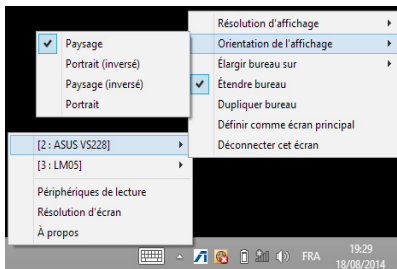 Résolution d'affichage
Orientation de l'affichage
Élargir bureau sur
Étendre bureau
Dupliquer bureau
Définir comme écran principal
Déconnecter cet écran
Paysage
Portrait (inversé)
Paysage (inversé)
Portrait
[2 : ASUS VS228]
[3 : LM05]
Périphériques de lecture
Résolution d'écran
À propos
FRA
19:29
18/08/2014